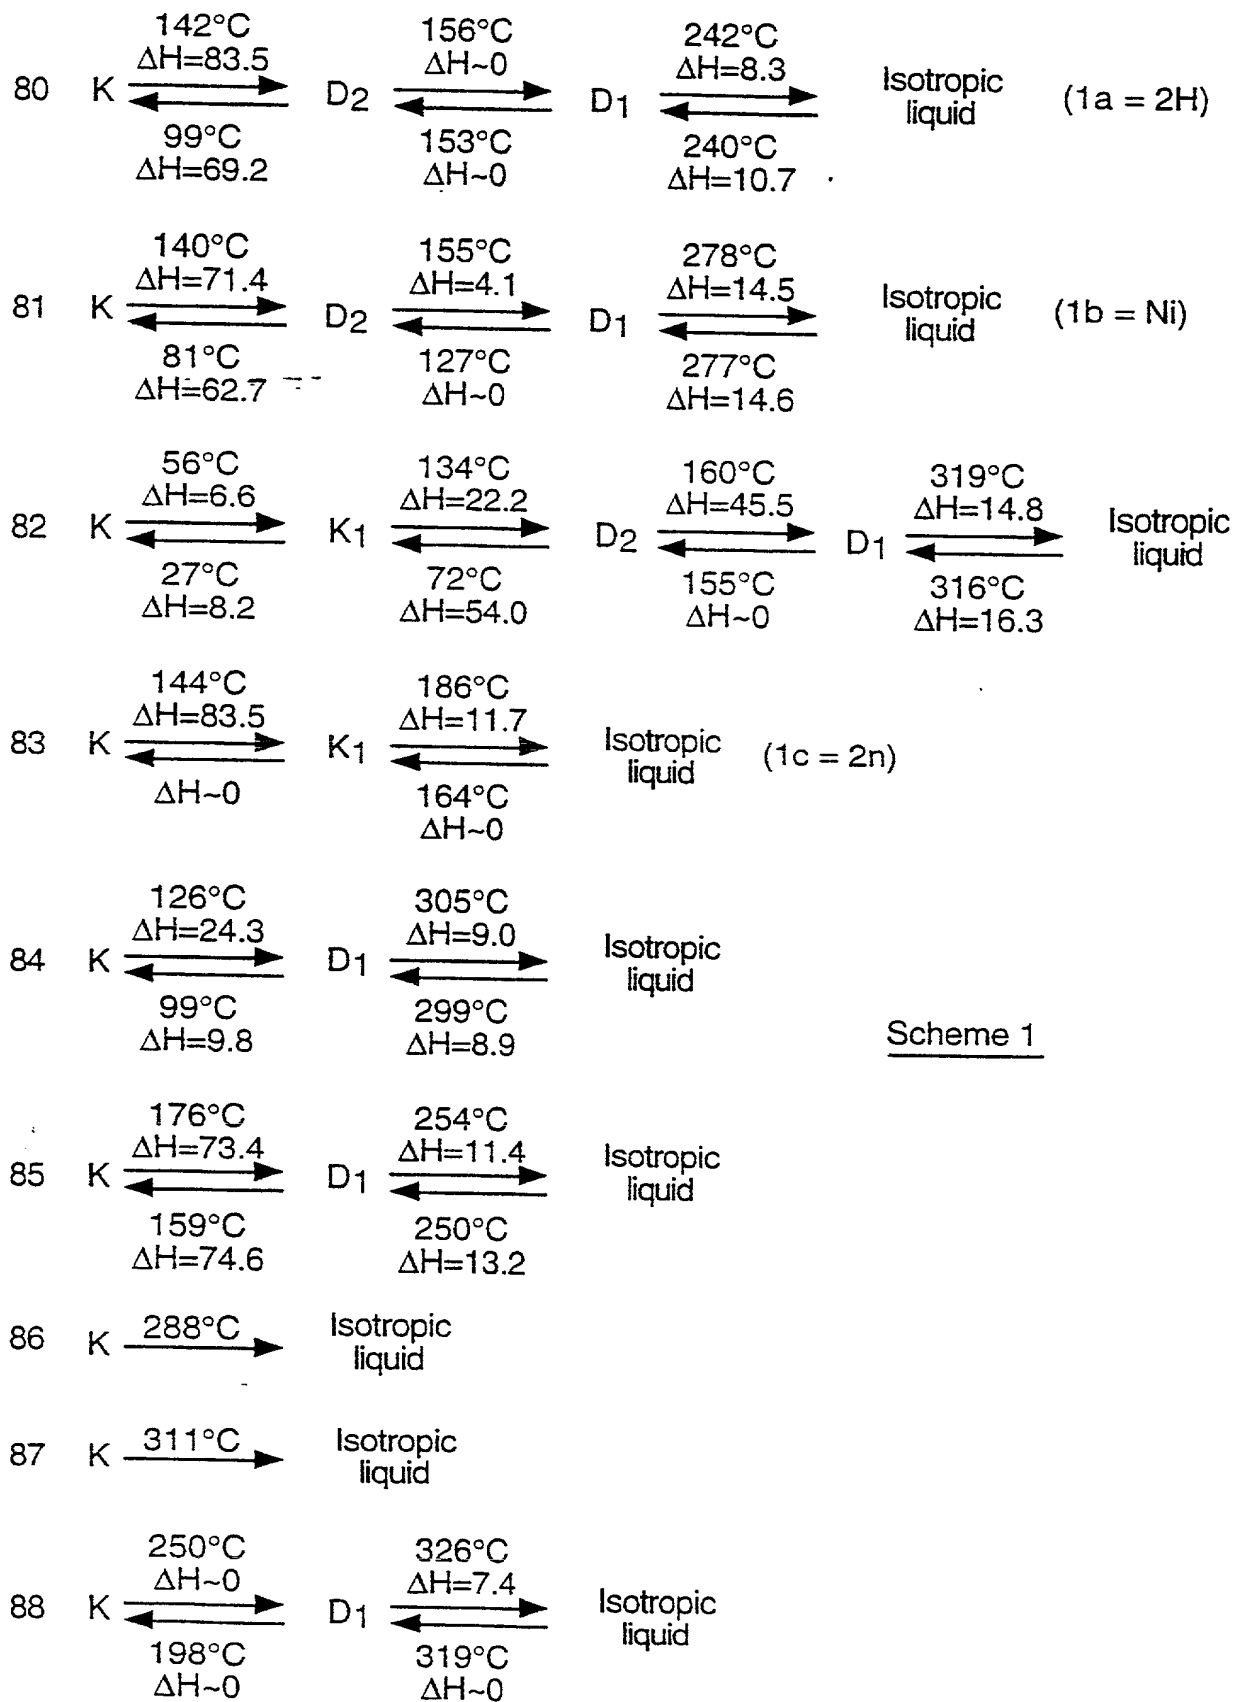 142°C 156°C 242°C
ΔH=83.5 ΔH~0 ΔH=8.3
80 K D2 D1 Isotropic liquid (1a = 2H)
99°C 153°C 240°C
ΔH=69.2 ΔH~0 ΔH=10.7
140°C 155°C 278°C
ΔH=71.4 ΔH=4.1 ΔH=14.5
81 K D2 D1 Isotropic liquid (1b = Ni)
81°C 127°C 277°C
ΔH=62.7 ΔH~0 ΔH=14.6
56°C 134°C 160°C 319°C
ΔH=6.6 ΔH=22.2 ΔH=45.5 ΔH=14.8
82 K K1 D2 D1 Isotropic liquid
27°C 72°C 155°C 316°C
ΔH=8.2 ΔH=54.0 ΔH~0 ΔH=16.3
144°C 186°C
ΔH=83.5 ΔH=11.7
83 K K1 Isotropic liquid (1c = 2n)
ΔH~0 164°C
ΔH~0
126°C 305°C
ΔH=24.3 ΔH=9.0
84 K D1 Isotropic liquid
99°C 299°C
ΔH=9.8 ΔH=8.9
Scheme 1
176°C 254°C
ΔH=73.4 ΔH=11.4
85 K D1 Isotropic liquid
159°C 250°C
ΔH=74.6 ΔH=13.2
86 K 288°C Isotropic liquid
87 K 311°C Isotropic liquid
250°C 326°C
ΔH~0 ΔH=7.4
88 K D1 Isotropic liquid
198°C 319°C
ΔH~0 ΔH~0